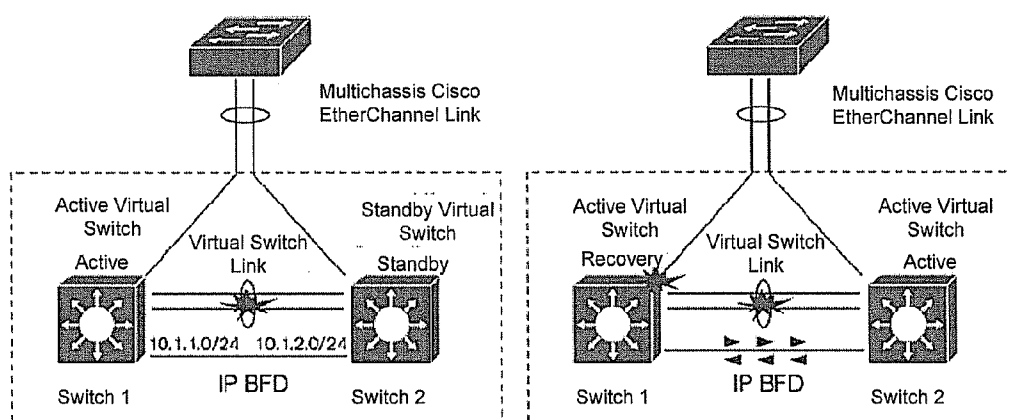 Multichassis Cisco
EtherChannel Link
Active Virtual
Switch
Active
Virtual Switch
Link
Standby Virtual
Switch
Standby
10.1.1.0/24
10.1.2.0/24
IP BFD
Switch 1
Switch 2
Multichassis Cisco
EtherChannel Link
Active Virtual
Switch
Recovery
Virtual Switch
Link
Active Virtual
Switch
Active
IP BFD
Switch 1
Switch 2